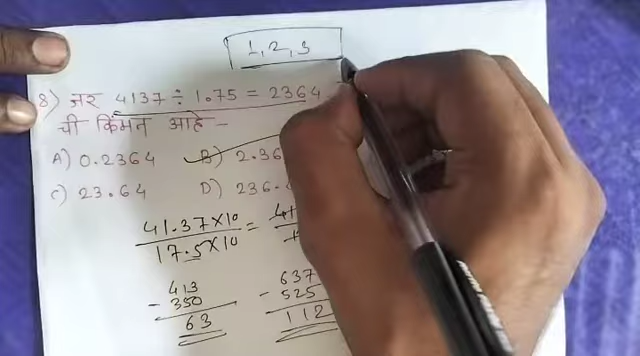 1, 2, 3
8) जर 4137 ÷ 1.75 = 2364
ची किंमत आहे -
A) 0.2364 B) 2.36
C) 23.64 D) 236.
41.37×10 = 41
17.5×10
413 637
- 350 - 525
63 112